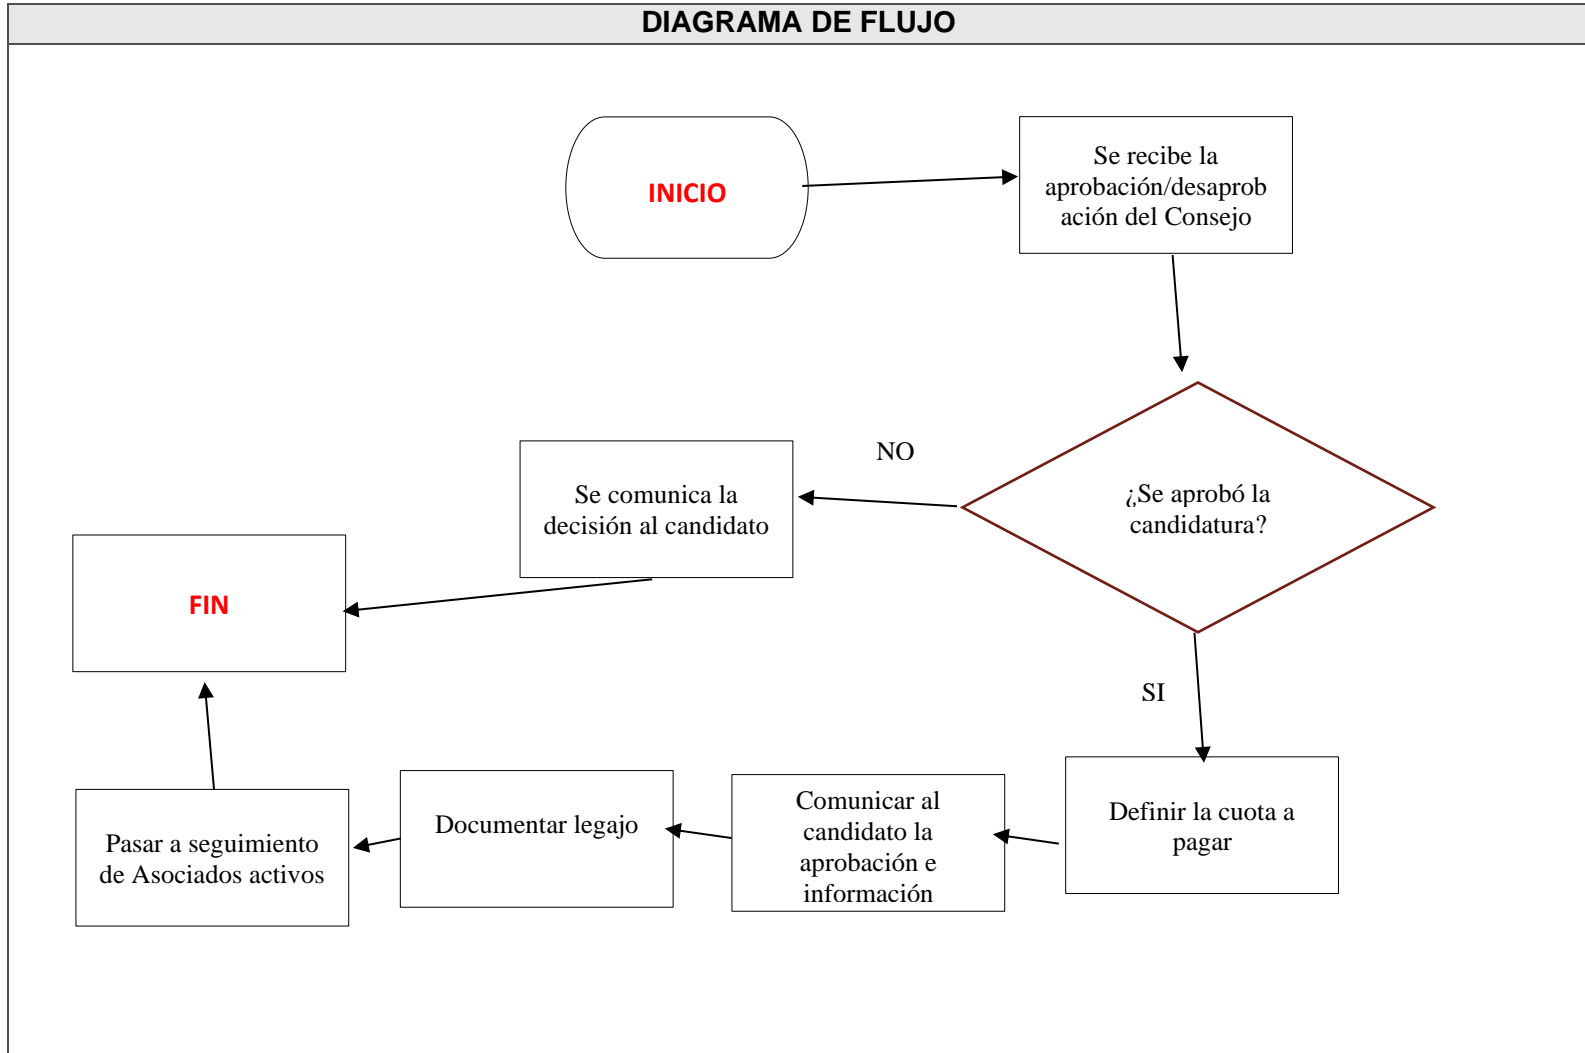 DIAGRAMA DE FLUJO
INICIO
Se recibe la
aprobación/desaprob
ación del Consejo
¿Se aprobó la
candidatura?
NO
Se comunica la
decisión al candidato
FIN
SI
Definir la cuota a
pagar
Comunicar al
candidato la
aprobación e
información
Documentar legajo
Pasar a seguimiento
de Asociados activos